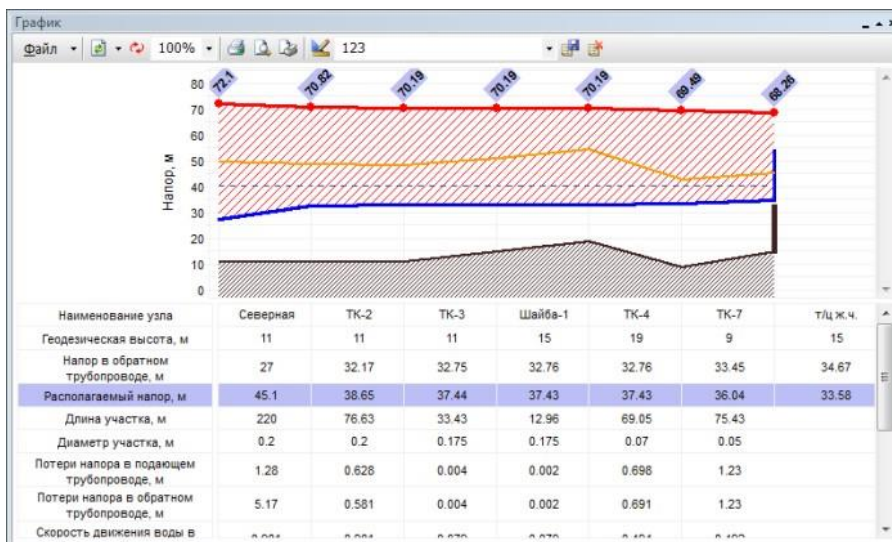 График
Файл 100% 123
72.1 70.82 70.19 70.19 70.19 69.49 68.26
80
70
60
50
40
30
20
10
0
Напор, м
Наименование узла Северная ТК-2 ТК-3 Шайба-1 ТК-4 ТК-7 т/ц ж.ч.
Геодезическая высота, м 11 11 11 15 19 9 15
Напор в обратном
трубопроводе, м 27 32.17 32.75 32.76 32.76 33.45 34.67
Располагаемый напор, м 45.1 38.65 37.44 37.43 37.43 36.04 33.58
Длина участка, м 220 76.63 33.43 12.96 69.05 75.43
Диаметр участка, м 0.2 0.2 0.175 0.175 0.07 0.05
Потери напора в подающем
трубопроводе, м 1.28 0.628 0.004 0.002 0.698 1.23
Потери напора в обратном
трубопроводе, м 5.17 0.581 0.004 0.002 0.691 1.23
Скорость движения воды в